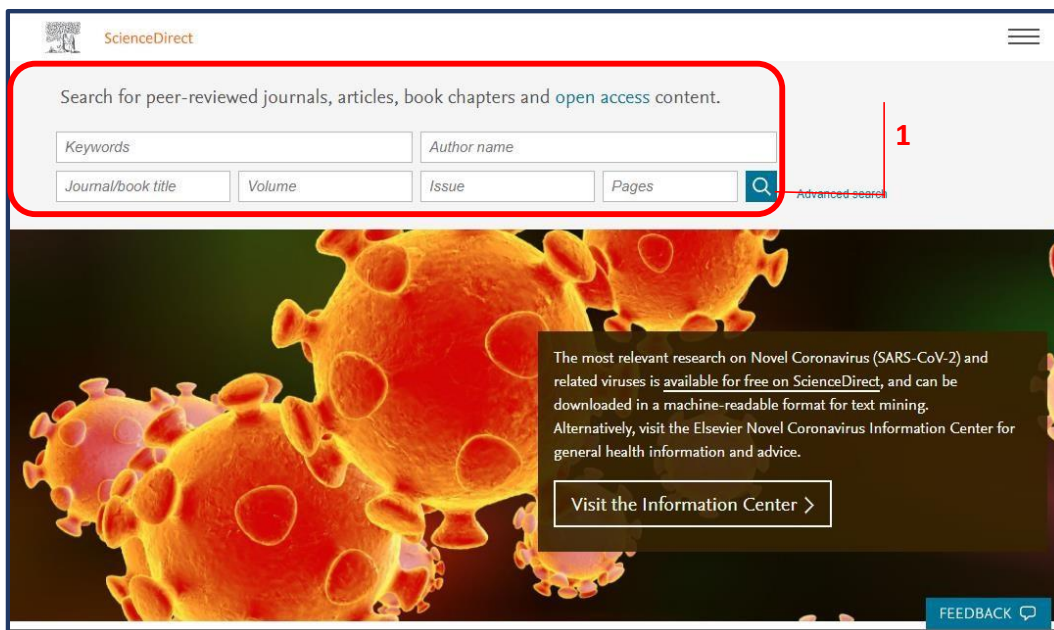 ScienceDirect
Search for peer-reviewed journals, articles, book chapters and open access content.
Keywords
Author name
1
Journal/book title
Volume
Issue
Pages
Advanced search
The most relevant research on Novel Coronavirus (SARS-CoV-2) and
related viruses is available for free on ScienceDirect, and can be
downloaded in a machine-readable format for text mining.
Alternatively, visit the Elsevier Novel Coronavirus Information Center for
general health information and advice.
Visit the Information Center >
FEEDBACK